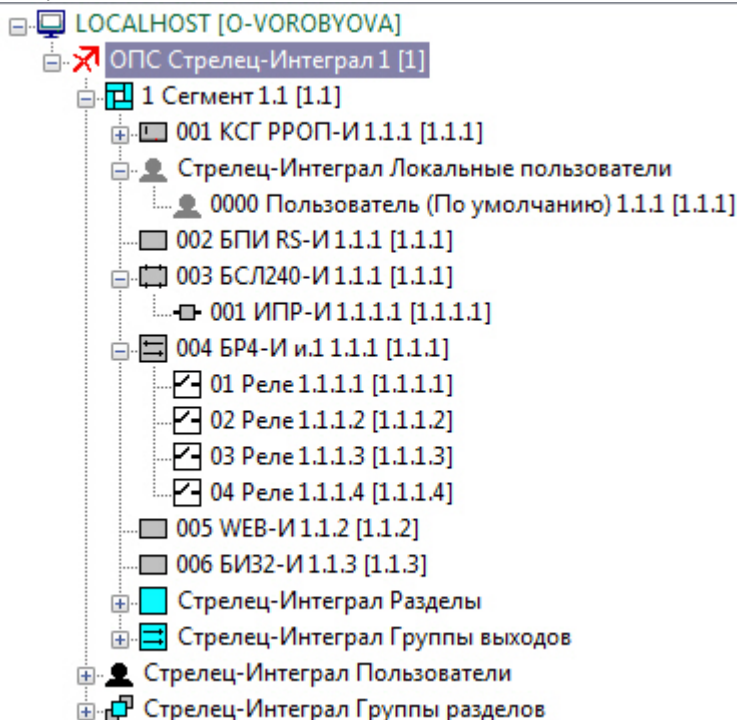 LOCALHOST [O-VOROBYOVA]
ОПС Стрелец-Интеграл 1 [1]
1 Сегмент 1.1 [1.1]
001 КСГ РРОП-И 1.1.1 [1.1.1]
Стрелец-Интеграл Локальные пользователи
0000 Пользователь (По умолчанию) 1.1.1 [1.1.1]
002 БПИ RS-И 1.1.1 [1.1.1]
003 БСЛ240-И 1.1.1 [1.1.1]
001 ИПР-И 1.1.1.1 [1.1.1.1]
004 БР4-И и.1 1.1.1 [1.1.1]
01 Реле 1.1.1.1 [1.1.1.1]
02 Реле 1.1.1.2 [1.1.1.2]
03 Реле 1.1.1.3 [1.1.1.3]
04 Реле 1.1.1.4 [1.1.1.4]
005 WEB-И 1.1.2 [1.1.2]
006 БИ32-И 1.1.3 [1.1.3]
Стрелец-Интеграл Разделы
Стрелец-Интеграл Группы выходов
Стрелец-Интеграл Пользователи
Стрелец-Интеграл Группы разделов